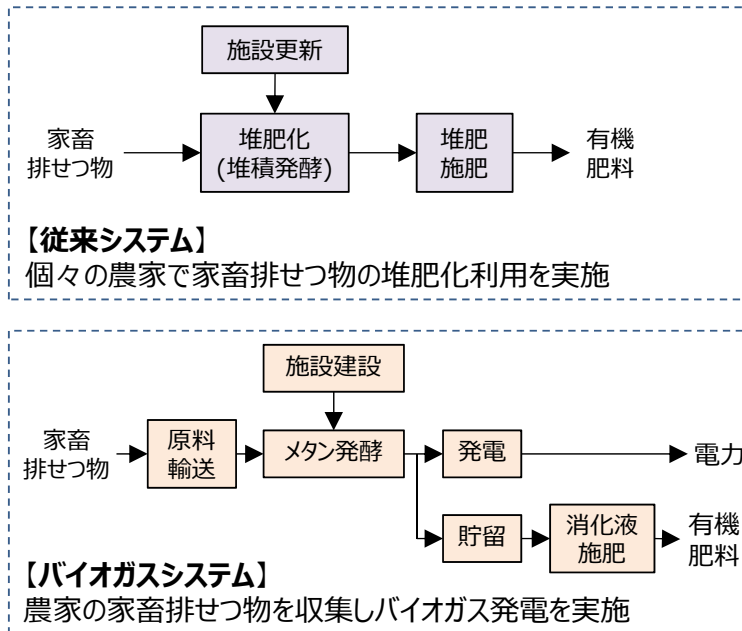 施設更新
家畜
排せつ物
堆肥化
(堆積発酵)
堆肥
施肥
有機
肥料
【従来システム】
個々の農家で家畜排せつ物の堆肥化利用を実施
施設建設
家畜
排せつ物
原料
輸送
メタン発酵
発電
電力
貯留
消化液
施肥
有機
肥料
【バイオガスシステム】
農家の家畜排せつ物を収集しバイオガス発電を実施